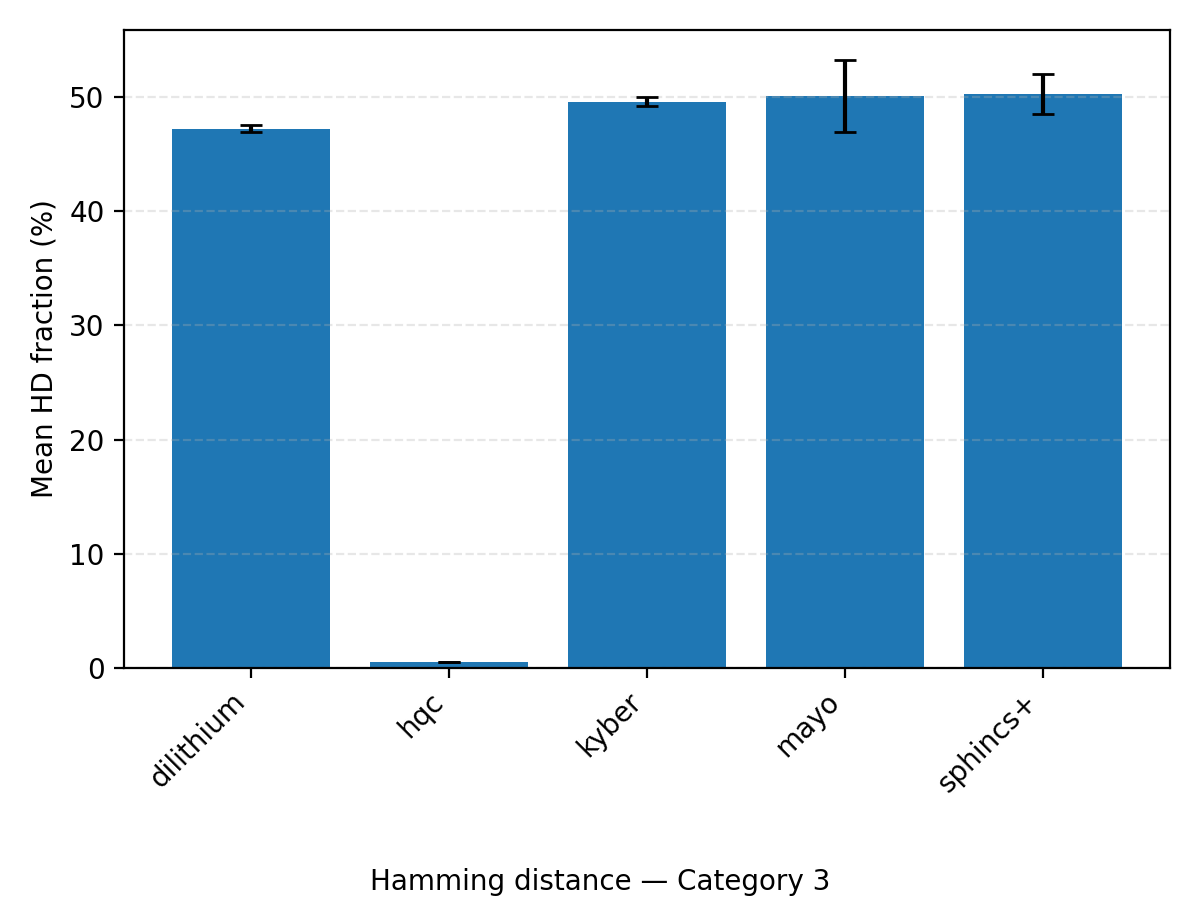 Mean HD fraction (%)
50
40
30
20
10
0
dilithium
hqc
kyber
mayo
sphincs+
Hamming distance — Category 3